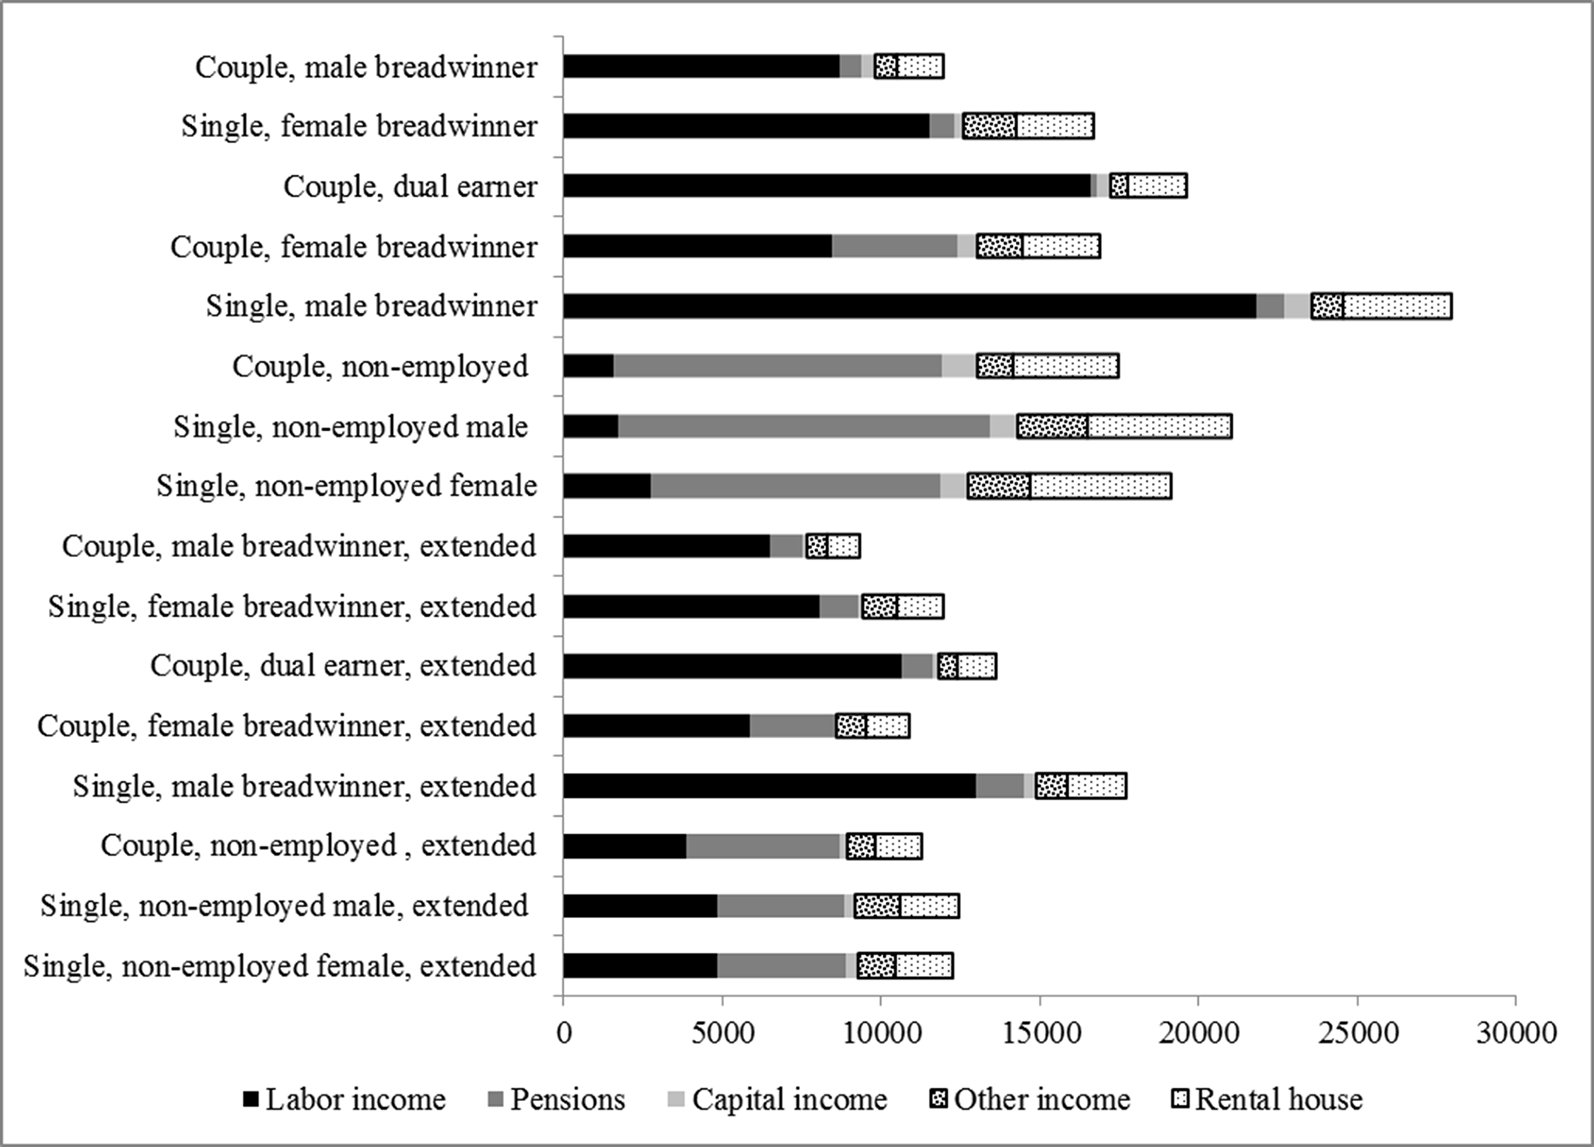 Couple, male breadwinner
Single, female breadwinner
Couple, dual earner
Couple, female breadwinner
Single, male breadwinner
Couple, non-employed
Single, non-employed male
Single, non-employed female
Couple, male breadwinner, extended
Single, female breadwinner, extended
Couple, dual earner, extended
Couple, female breadwinner, extended
Single, male breadwinner, extended
Couple, non-employed , extended
Single, non-employed male, extended
Single, non-employed female, extended
0 5000 10000 15000 20000 25000 30000
Labor income Pensions Capital income Other income Rental house